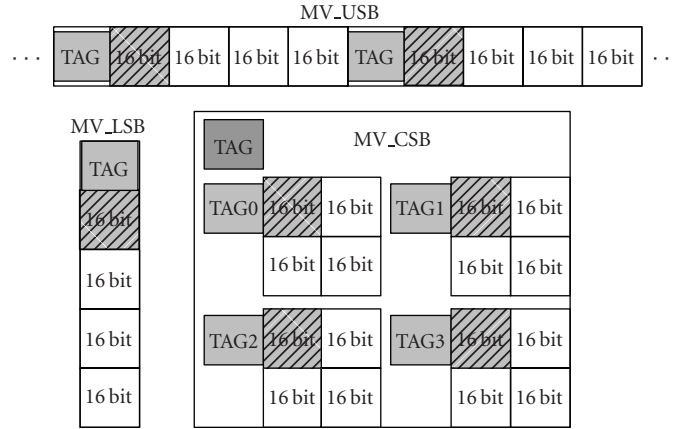 MV_USB
··· TAG 16 bit 16 bit 16 bit 16 bit TAG 16 bit 16 bit 16 bit 16 bit ··
MV_LSB
TAG
16 bit
16 bit
16 bit
16 bit
TAG
MV_CSB
TAG0 16 bit 16 bit TAG1 16 bit 16 bit
16 bit 16 bit 16 bit 16 bit
TAG2 16 bit 16 bit TAG3 16 bit 16 bit
16 bit 16 bit 16 bit 16 bit